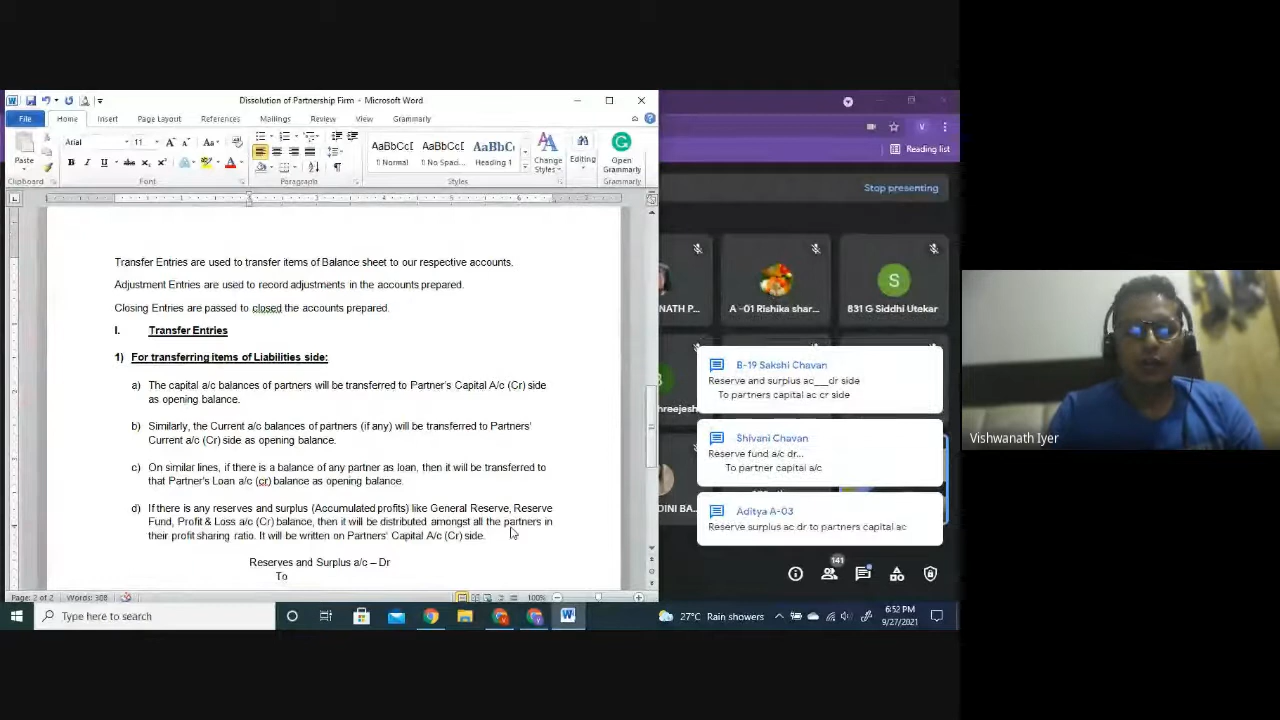 Dissolution of Partnership Firm - Microsoft Word
File Home Insert Page Layout References Mailings Review View Grammarly
Reading list
Arial 11
AaBbCcI AaBbCcI AaBbC
Paste
¶ Normal ¶ No Spaci... Heading 1
Change Styles
Editing
Open Grammarly
Clipboard Font Paragraph Styles
Stop presenting
Transfer Entries are used to transfer items of Balance sheet to our respective accounts.
Adjustment Entries are used to record adjustments in the accounts prepared.
Closing Entries are passed to closed the accounts prepared.
I. Transfer Entries
1) For transferring items of Liabilities side:
a) The capital a/c balances of partners will be transferred to Partner's Capital A/c (Cr) side
as opening balance.
b) Similarly, the Current a/c balances of partners (if any) will be transferred to Partners'
Current a/c (Cr) side as opening balance.
c) On similar lines, if there is a balance of any partner as loan, then it will be transferred to
that Partner's Loan a/c (cr) balance as opening balance.
d) If there is any reserves and surplus (Accumulated profits) like General Reserve, Reserve
Fund, Profit & Loss a/c (Cr) balance, then it will be distributed amongst all the partners in
their profit sharing ratio. It will be written on Partners' Capital A/c (Cr) side.
Reserves and Surplus a/c – Dr
To
Page: 2 of 2 Words: 308 100%
NATH P...
A -01 Rishika shar...
S
831 G Siddhi Utekar
B-19 Sakshi Chavan
Reserve and surplus ac___dr side
To partners capital ac cr side
hreejesh
Shivani Chavan
Reserve fund a/c dr...
To partner capital a/c
DINI BA...
Aditya A-03
Reserve surplus ac dr to partners capital ac
141
Vishwanath Iyer
Type here to search
27°C Rain showers
6:52 PM
9/27/2021